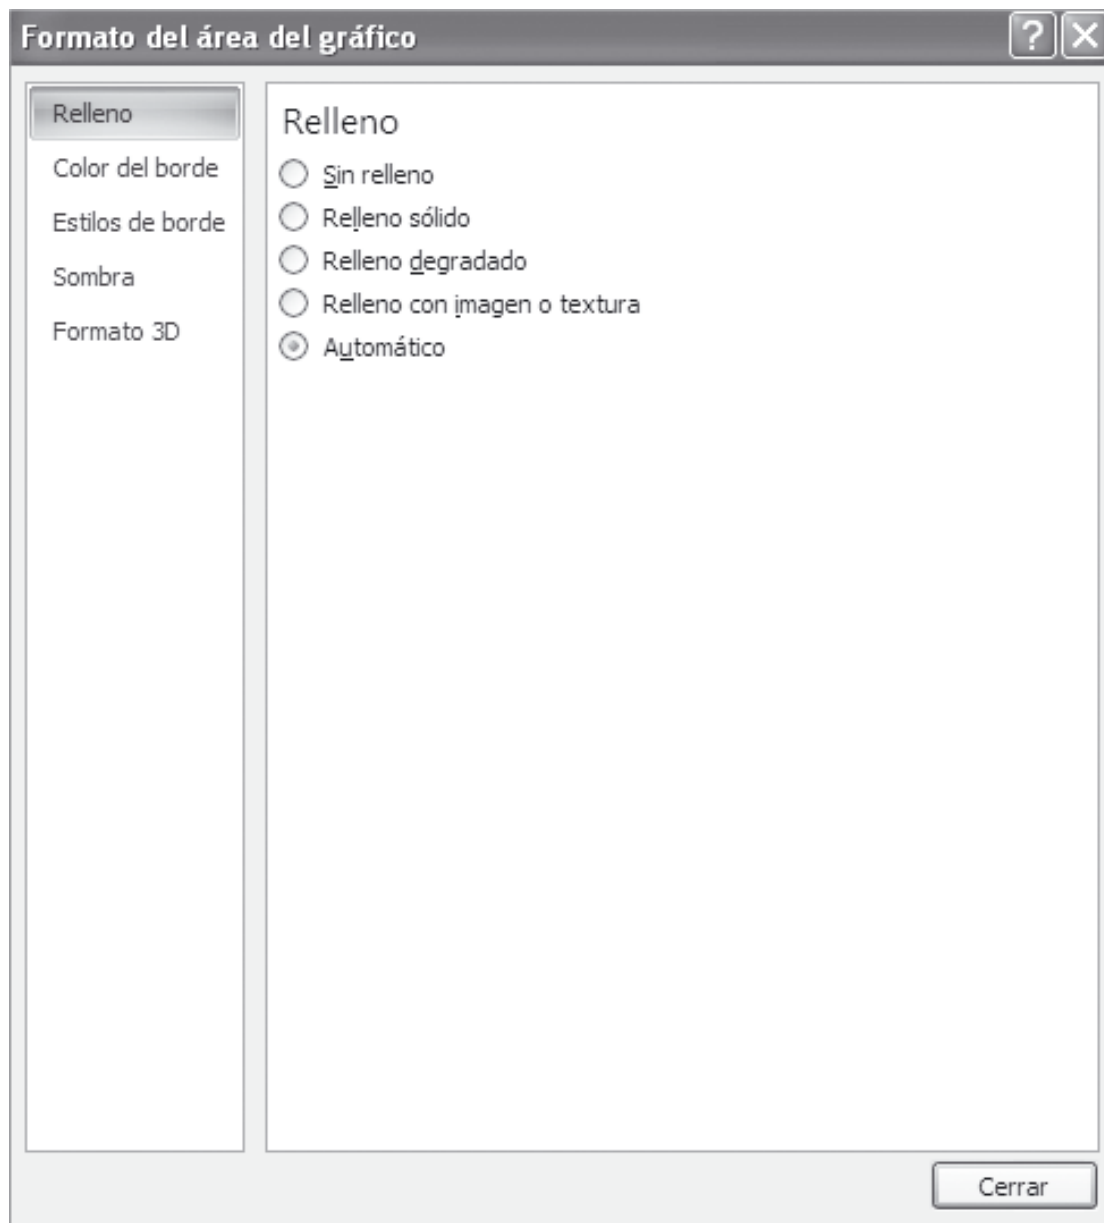 Formato del área del gráfico
Relleno
Color del borde
Estilos de borde
Sombra
Formato 3D
Relleno
Sin relleno
Relleno sólido
Relleno degradado
Relleno con imagen o textura
Automático
Cerrar